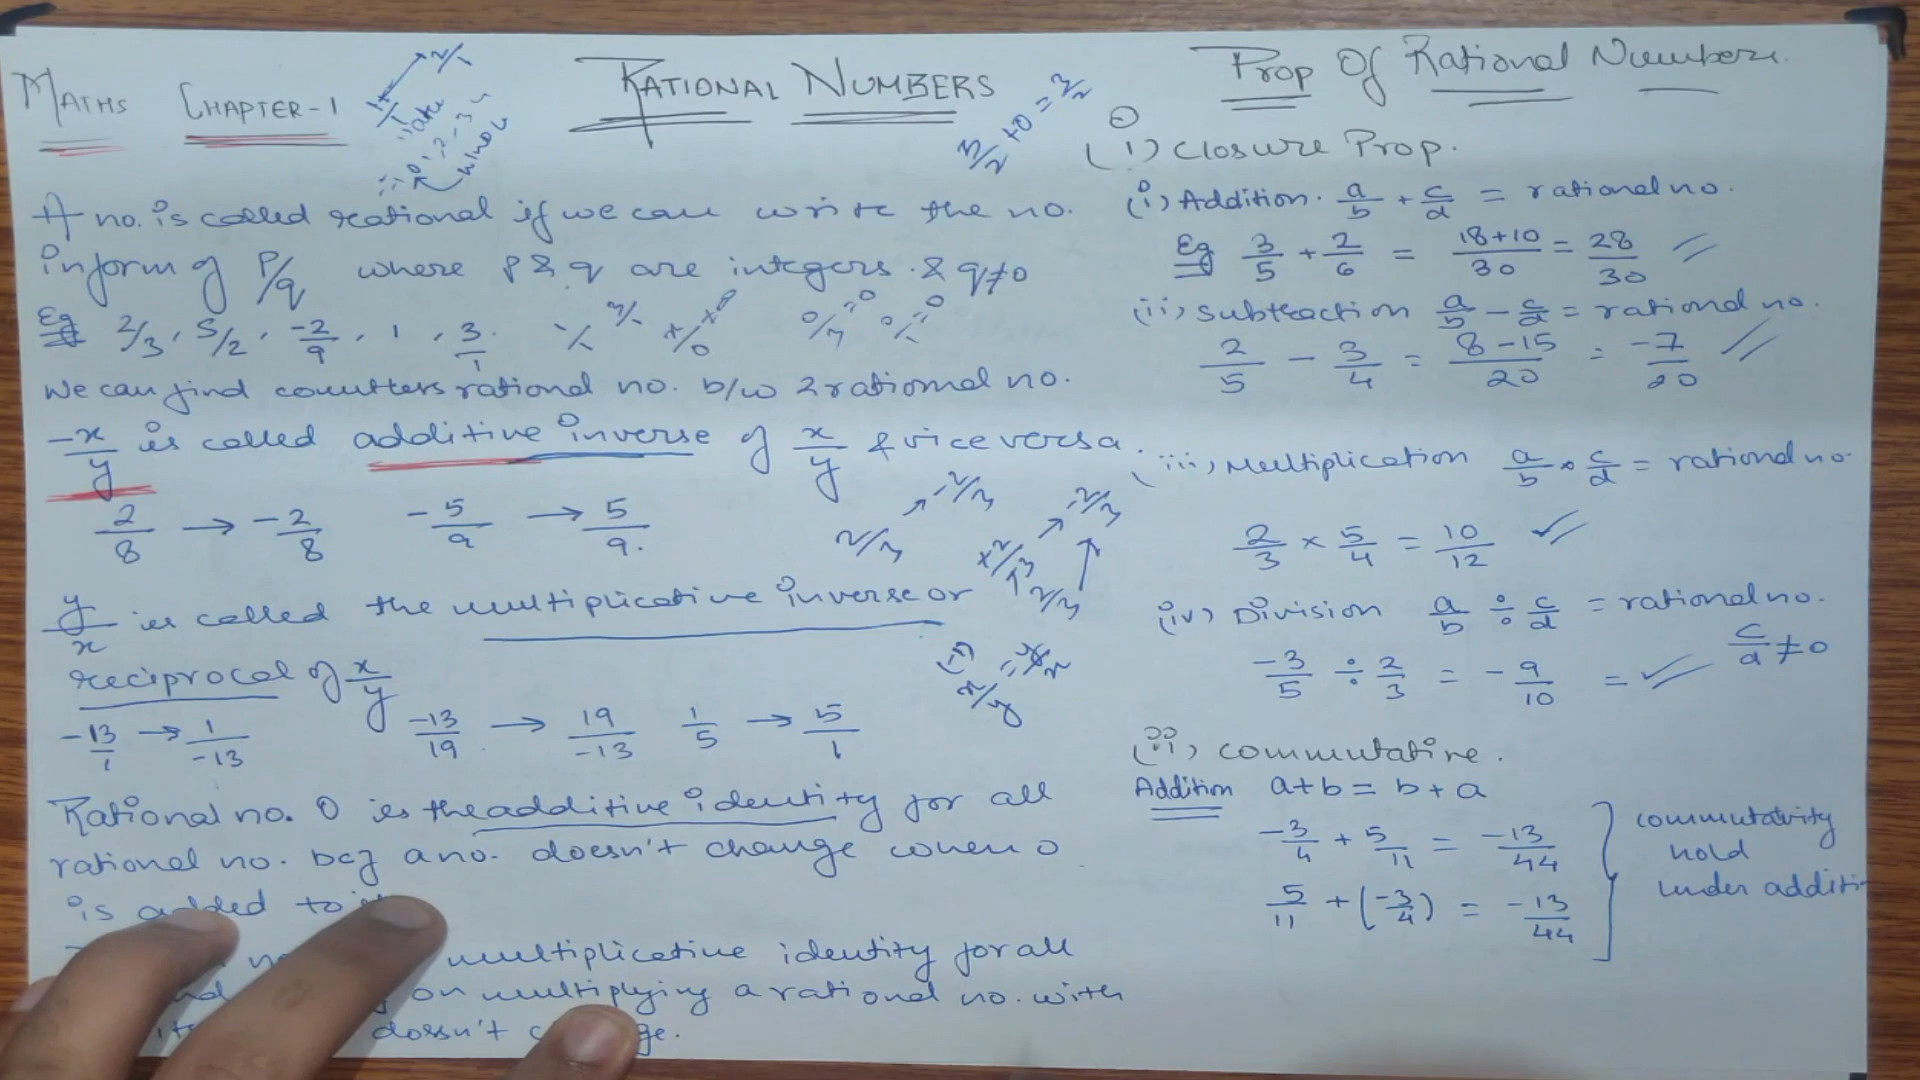 MATHS CHAPTER-1
RATIONAL NUMBERS
3/2 + 0 = 3/2
A no. is called rational if we can write the no.
in form of P/q where P & q are integers. & q≠0
Eg 2/3, 5/2, -2/9, 1, 3/1
We can find countless rational no. b/w 2 rational no.
-x/y is called additive inverse of x/y & vice versa.
2/8 → -2/8 -5/9 → 5/9.
y/x is called the multiplicative inverse or
reciprocal of x/y
-13/1 → 1/-13 -13/19 → 19/-13 1/5 → 5/1
Rational no. 0 is the additive identity for all
rational no. bcz a no. doesn't change when 0
is added to
multiplicative identity for all
on multiplying a rational no. with
doesn't
Prop Of Rational Numbers.
(i) Closure Prop.
(i) Addition. a/b + c/d = rational no.
Eg 3/5 + 2/6 = 18+10/30 = 28/30
(ii) Subtraction a/b - c/d = rational no.
2/5 - 3/4 = 8-15/20 = -7/20
(iii) Multiplication a/b × c/d = rational no.
2/3 × 5/4 = 10/12 ✓
(iv) Division a/b ÷ c/d = rational no.
c/d ≠ 0
-3/5 ÷ 2/3 = -9/10 = ✓
(ii) Commutative.
Addition a+b = b+a
-3/4 + 5/11 = -13/44
5/11 + (-3/4) = -13/44
commutativity
hold
under additi